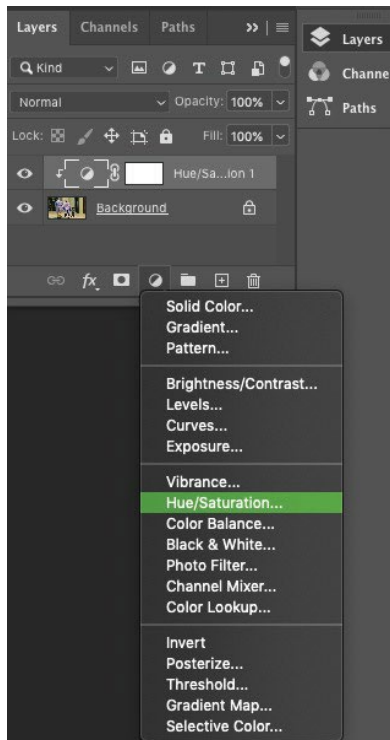 Layers Channels Paths
Layers
Kind
Channe
Normal Opacity: 100%
Paths
Lock: Fill: 100%
Hue/Sa...ion 1
Background
fx
Solid Color...
Gradient...
Pattern...
Brightness/Contrast...
Levels...
Curves...
Exposure...
Vibrance...
Hue/Saturation...
Color Balance...
Black & White...
Photo Filter...
Channel Mixer...
Color Lookup...
Invert
Posterize...
Threshold...
Gradient Map...
Selective Color...